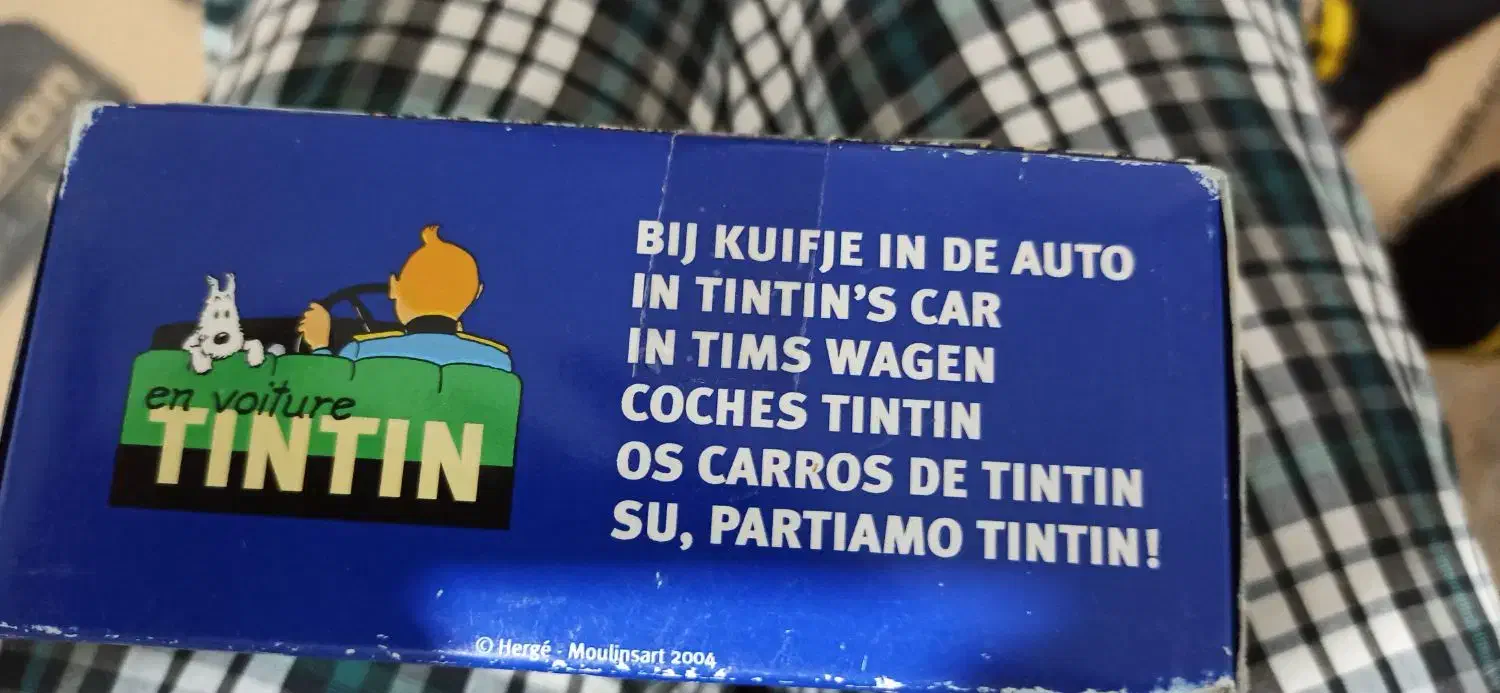 en voiture
TINTIN
BIJ KUIFJE IN DE AUTO
IN TINTIN'S CAR
IN TIMS WAGEN
COCHES TINTIN
OS CARROS DE TINTIN
SU, PARTIAMO TINTIN!
© Hergé - Moulinsart 2004